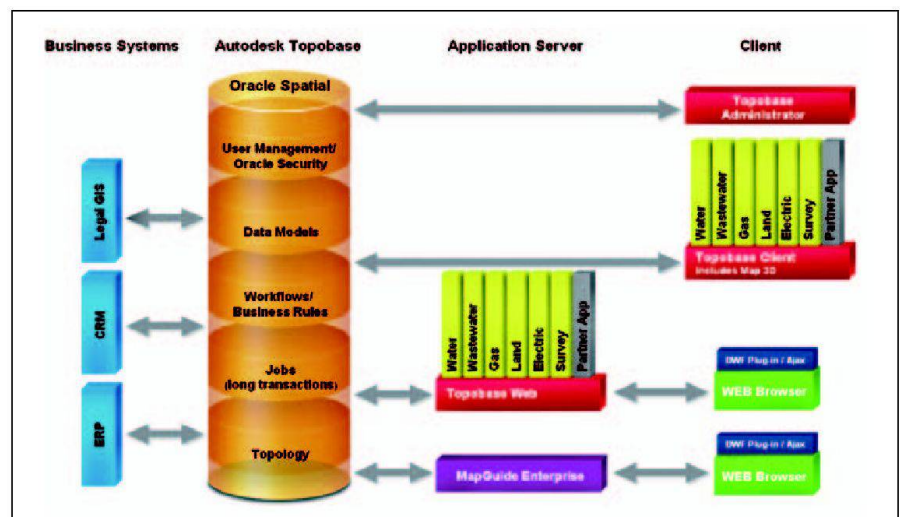 Business Systems
Autodesk Topobase
Application Server
Client
Oracle Spatial
User Management/
Oracle Security
Data Models
Workflows/
Business Rules
Jobs
(long transactions)
Topology
Legal GIS
CRM
ERP
Topobase
Administrator
Water
Wastewater
Gas
Land
Electric
Survey
Partner App
Topobase Client
Includes Map 3D
Water
Wastewater
Gas
Land
Electric
Survey
Partner App
Topobase Web
DWF Plug-in / Ajax
WEB Browser
MapGuide Enterprise
DWF Plug-in / Ajax
WEB Browser